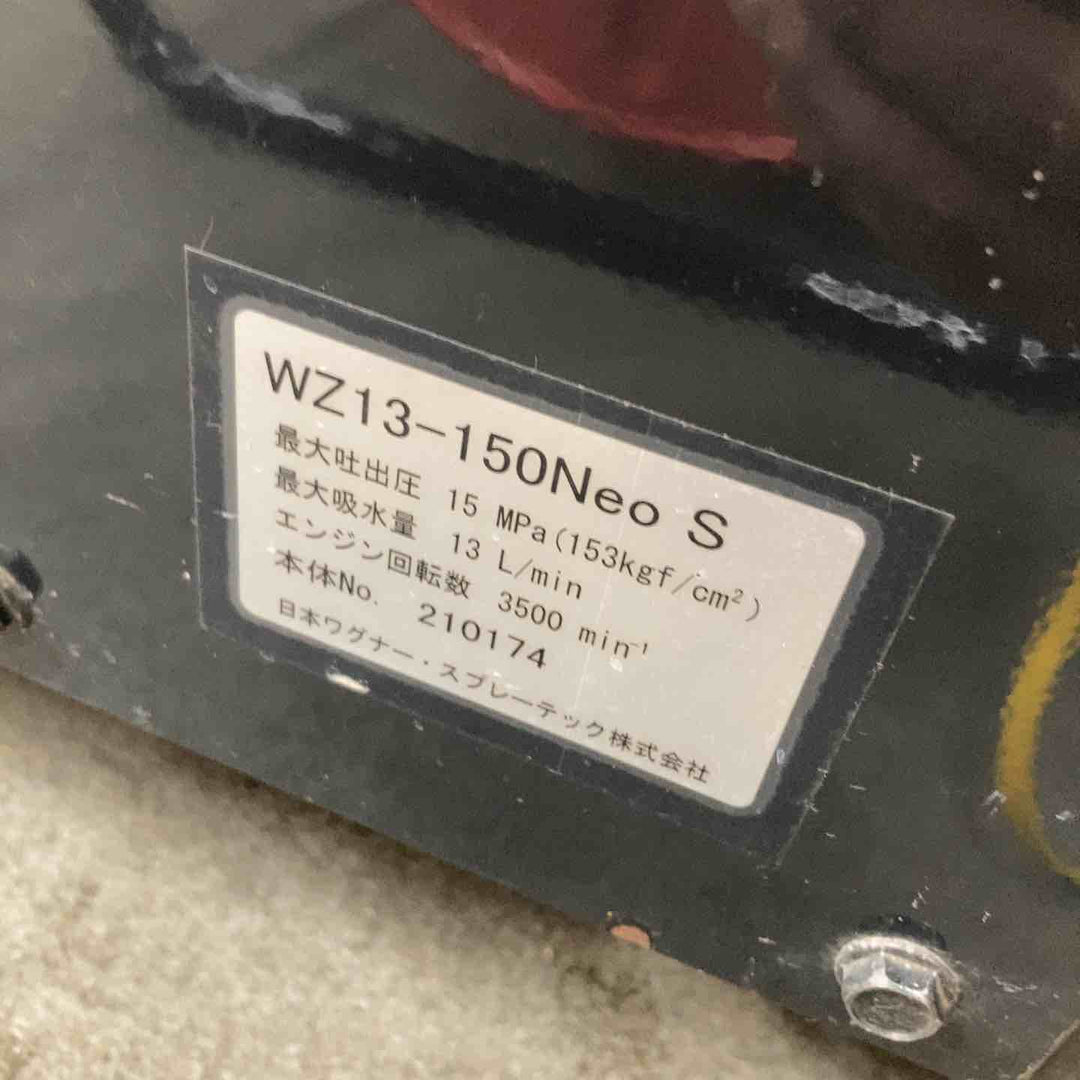 WZ13-150Neo S
最大吐出圧 15 MPa(153kgf/cm²)
最大吸水量 13 L/min
エンジン回転数 3500 min⁻¹
本体No. 210174
日本ワグナー・スプレーテック株式会社